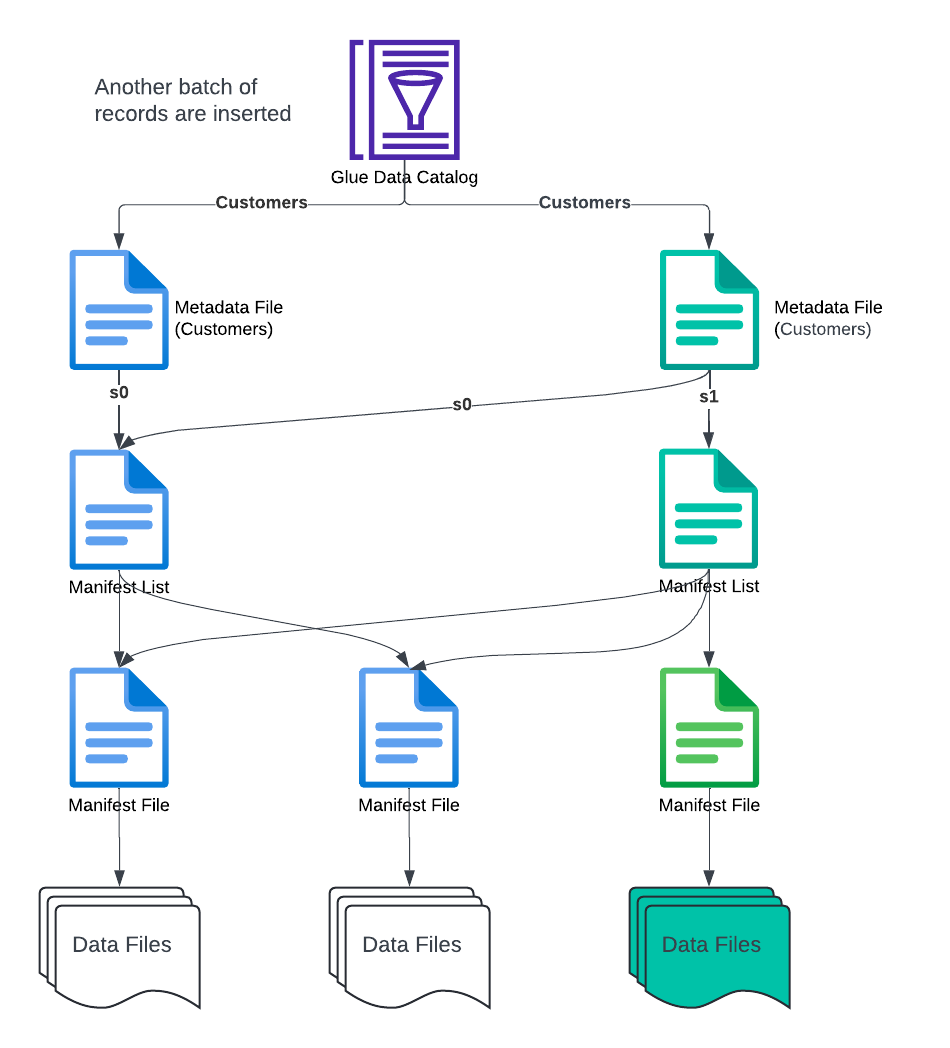 Another batch of
records are inserted
Glue Data Catalog
Customers
Customers
Metadata File
(Customers)
Metadata File
(Customers)
s0
s0
s1
Manifest List
Manifest List
Manifest File
Manifest File
Manifest File
Data Files
Data Files
Data Files